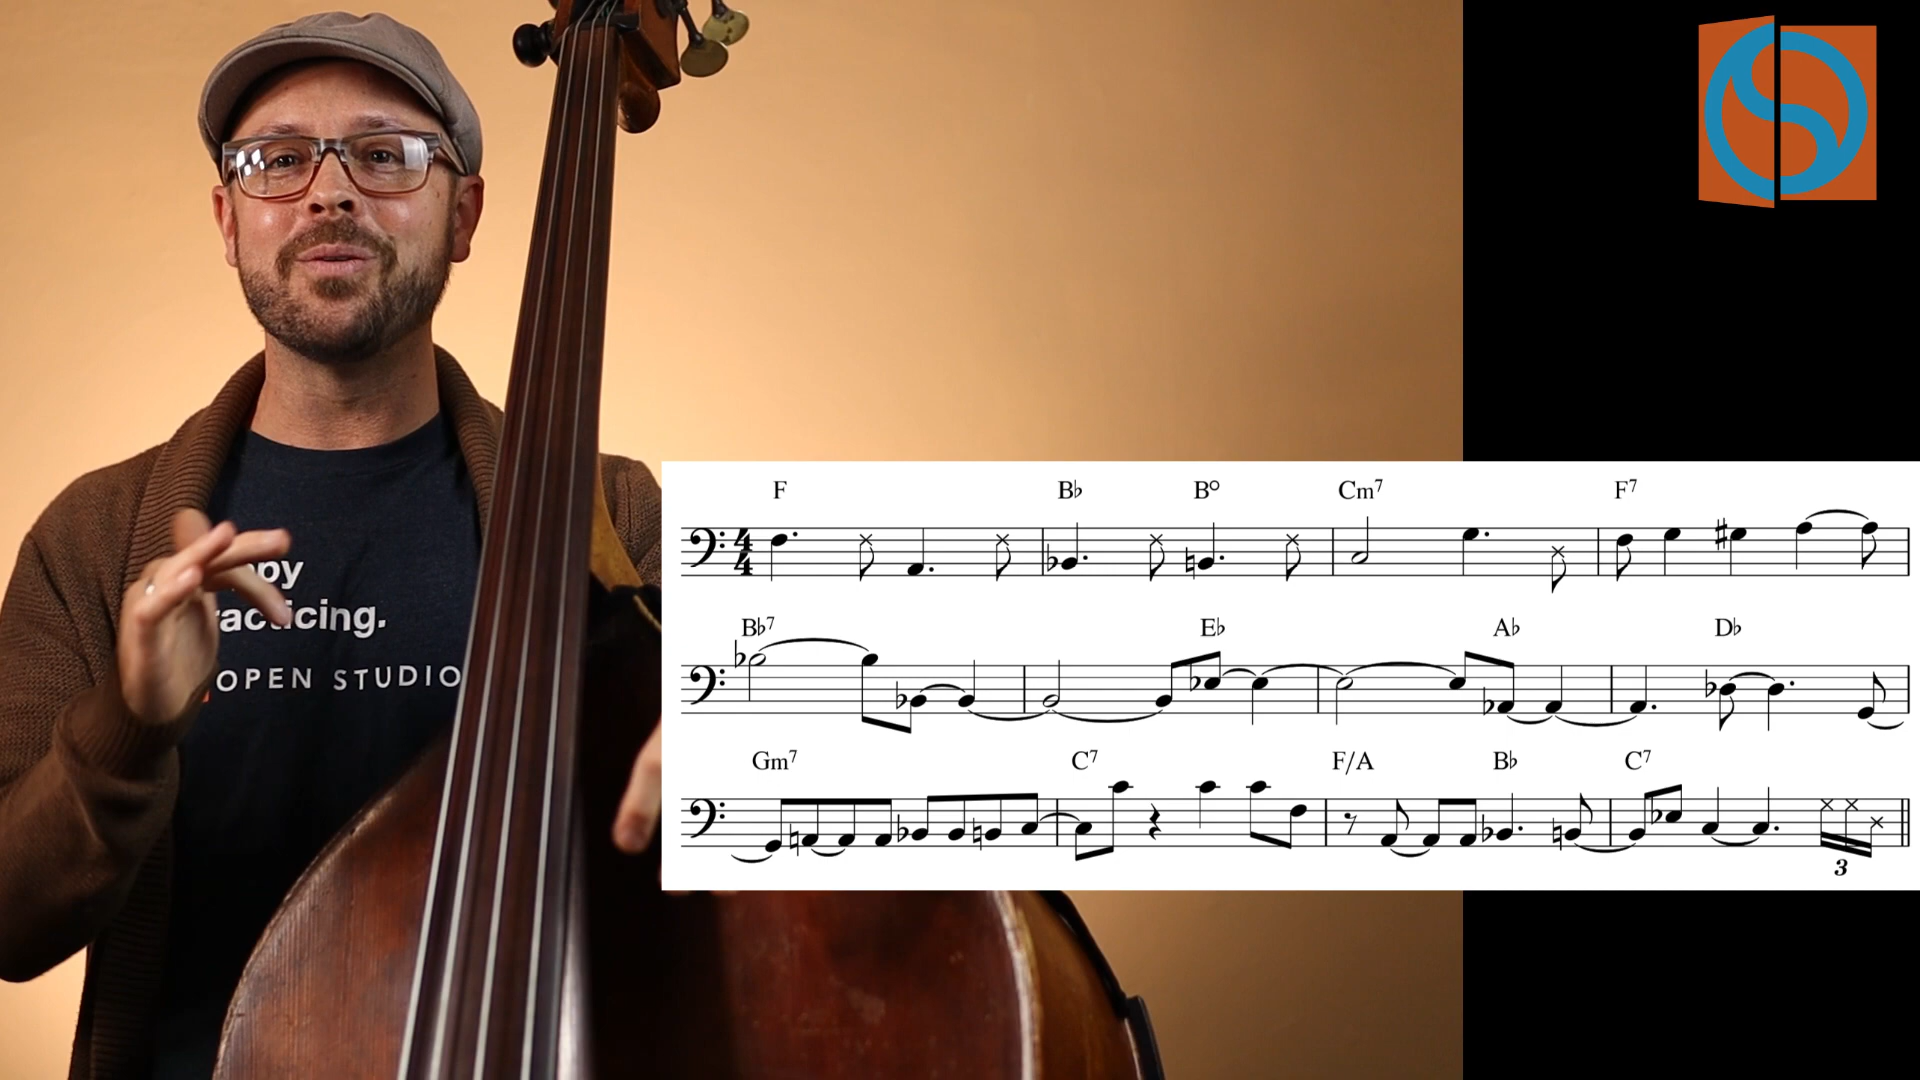 F B♭ B° Cm7 F7
B♭7 E♭ A♭ D♭
Gm7 C7 F/A B♭ C7
3
racticing.
OPEN STUDIO